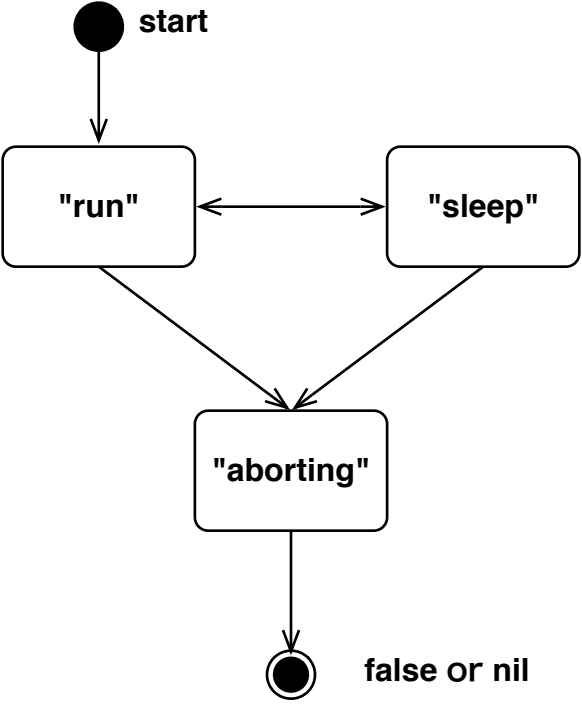 start
"run"
"sleep"
"aborting"
false or nil